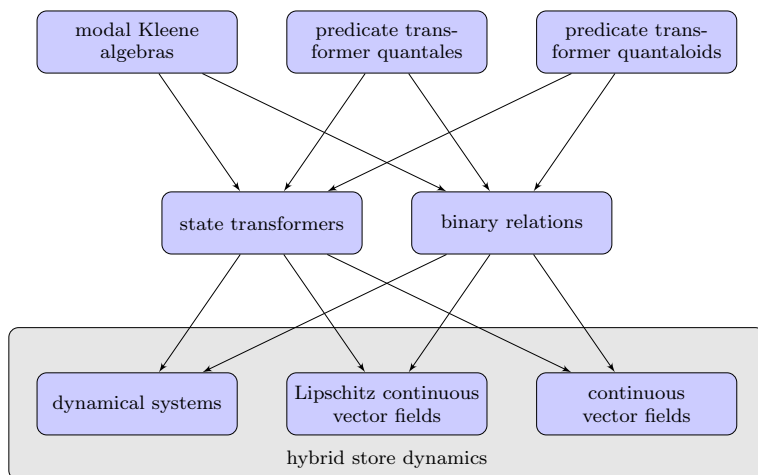 modal Kleene
algebras
predicate trans-
former quantales
predicate trans-
former quantaloids
state transformers
binary relations
dynamical systems
Lipschitz continuous
vector fields
continuous
vector fields
hybrid store dynamics